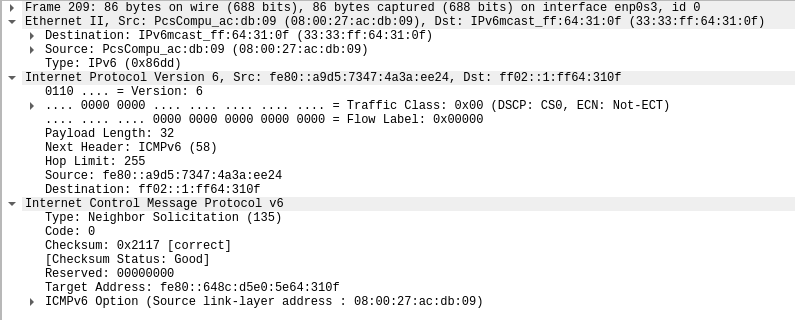 Frame 209: 86 bytes on wire (688 bits), 86 bytes captured (688 bits) on interface enp0s3, id 0
Ethernet II, Src: PcsCompu_ac:db:09 (08:00:27:ac:db:09), Dst: IPv6mcast_ff:64:31:0f (33:33:ff:64:31:0f)
Destination: IPv6mcast_ff:64:31:0f (33:33:ff:64:31:0f)
Source: PcsCompu_ac:db:09 (08:00:27:ac:db:09)
Type: IPv6 (0x86dd)
Internet Protocol Version 6, Src: fe80::a9d5:7347:4a3a:ee24, Dst: ff02::1:ff64:310f
0110 .... = Version: 6
.... 0000 0000 .... .... .... .... .... = Traffic Class: 0x00 (DSCP: CS0, ECN: Not-ECT)
.... .... .... 0000 0000 0000 0000 0000 = Flow Label: 0x00000
Payload Length: 32
Next Header: ICMPv6 (58)
Hop Limit: 255
Source: fe80::a9d5:7347:4a3a:ee24
Destination: ff02::1:ff64:310f
Internet Control Message Protocol v6
Type: Neighbor Solicitation (135)
Code: 0
Checksum: 0x2117 [correct]
[Checksum Status: Good]
Reserved: 00000000
Target Address: fe80::648c:d5e0:5e64:310f
ICMPv6 Option (Source link-layer address : 08:00:27:ac:db:09)